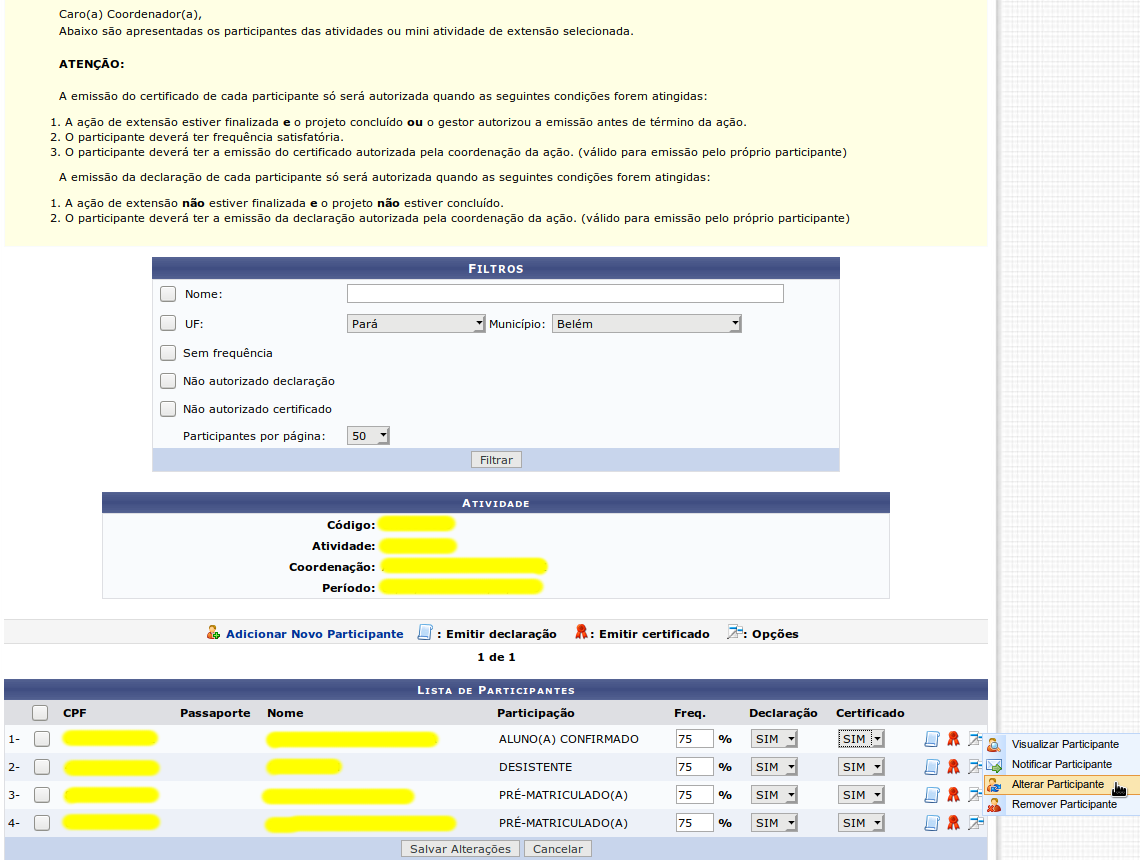 Caro(a) Coordenador(a),
Abaixo são apresentadas os participantes das atividades ou mini atividade de extensão selecionada.
ATENÇÃO:
A emissão do certificado de cada participante só será autorizada quando as seguintes condições forem atingidas:
1. A ação de extensão estiver finalizada e o projeto concluído ou o gestor autorizou a emissão antes de término da ação.
2. O participante deverá ter frequência satisfatória.
3. O participante deverá ter a emissão do certificado autorizada pela coordenação da ação. (válido para emissão pelo próprio participante)
A emissão da declaração de cada participante só será autorizada quando as seguintes condições forem atingidas:
1. A ação de extensão não estiver finalizada e o projeto não estiver concluído.
2. O participante deverá ter a emissão da declaração autorizada pela coordenação da ação. (válido para emissão pelo próprio participante)
FILTROS
Nome:
UF: Pará Município: Belém
Sem frequência
Não autorizado declaração
Não autorizado certificado
Participantes por página: 50
Filtrar
ATIVIDADE
Código:
Atividade:
Coordenação:
Período:
Adicionar Novo Participante : Emitir declaração : Emitir certificado : Opções
1 de 1
LISTA DE PARTICIPANTES
CPF Passaporte Nome Participação Freq. Declaração Certificado
1- ALUNO(A) CONFIRMADO 75 % SIM SIM
Visualizar Participante
Notificar Participante
Alterar Participante
Remover Participante
2- DESISTENTE 75 % SIM SIM
3- PRÉ-MATRICULADO(A) 75 % SIM SIM
4- PRÉ-MATRICULADO(A) 75 % SIM SIM
Salvar Alterações Cancelar